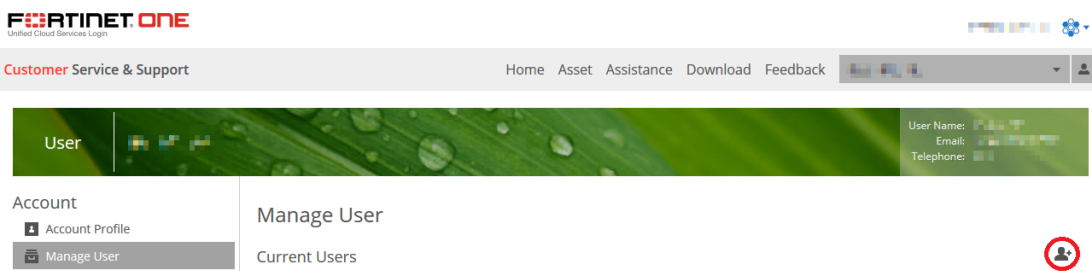 FORTINET ONE
Unified Cloud Services Login
Customer Service & Support
Home Asset Assistance Download Feedback
User
User Name:
Email:
Telephone:
Account
Account Profile
Manage User
Manage User
Current Users